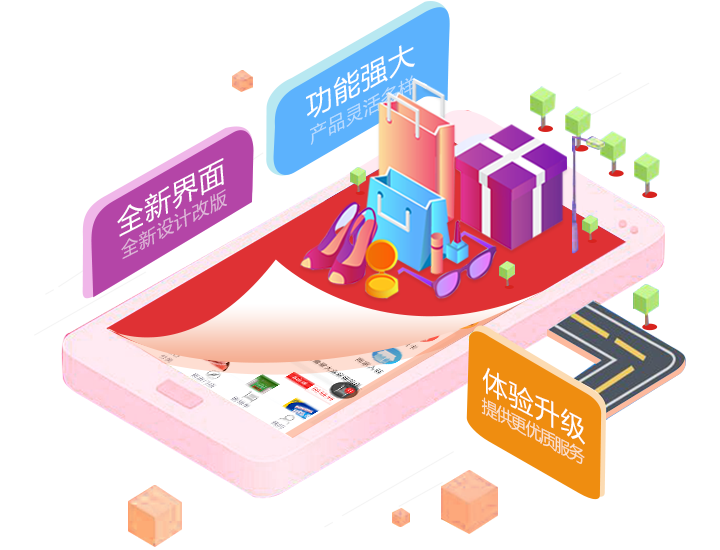 功能强大
产品灵活多样
全新界面
全新设计改版
体验升级
提供更优质服务